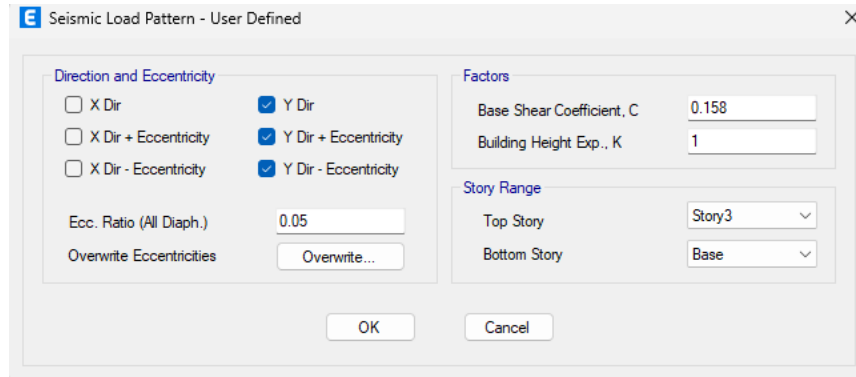 E Seismic Load Pattern - User Defined
Direction and Eccentricity
X Dir
Y Dir
X Dir + Eccentricity
Y Dir + Eccentricity
X Dir - Eccentricity
Y Dir - Eccentricity
Ecc. Ratio (All Diaph.)
0.05
Overwrite Eccentricities
Overwrite...
Factors
Base Shear Coefficient, C
0.158
Building Height Exp., K
1
Story Range
Top Story
Story3
Bottom Story
Base
OK
Cancel